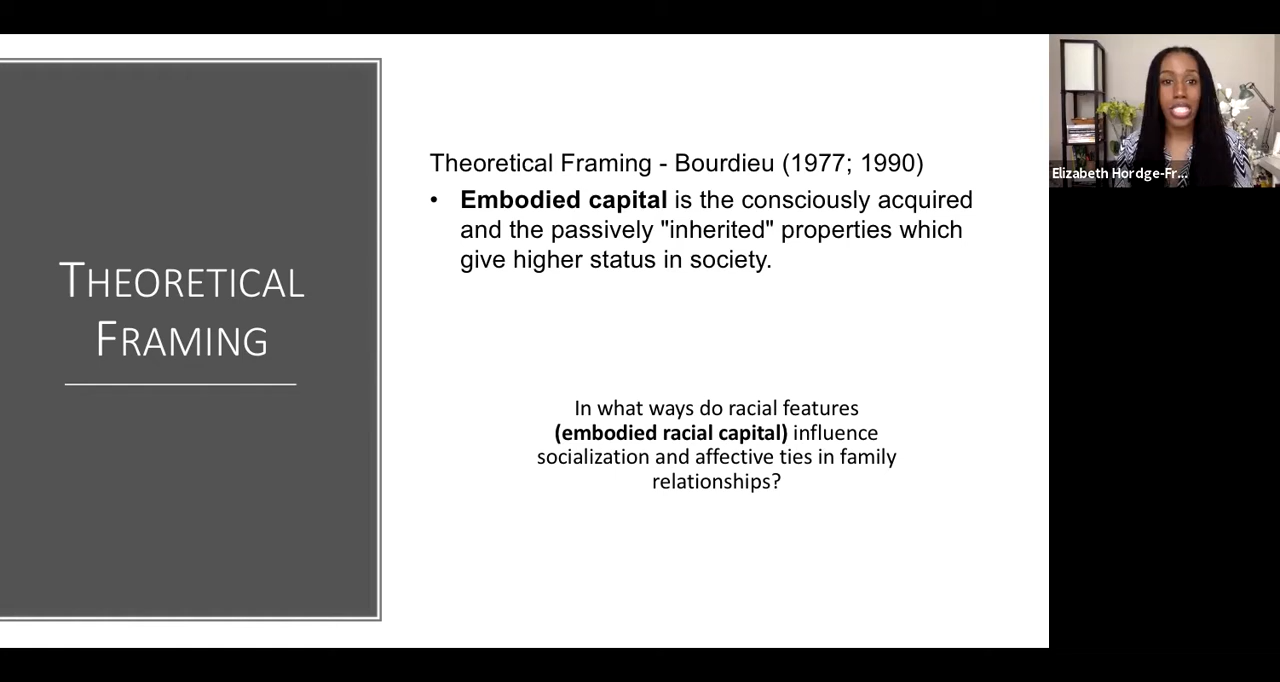 THEORETICAL
FRAMING
Theoretical Framing - Bourdieu (1977; 1990)
• Embodied capital is the consciously acquired
and the passively "inherited" properties which
give higher status in society.
In what ways do racial features
(embodied racial capital) influence
socialization and affective ties in family
relationships?
Elizabeth Hordge-Fr...